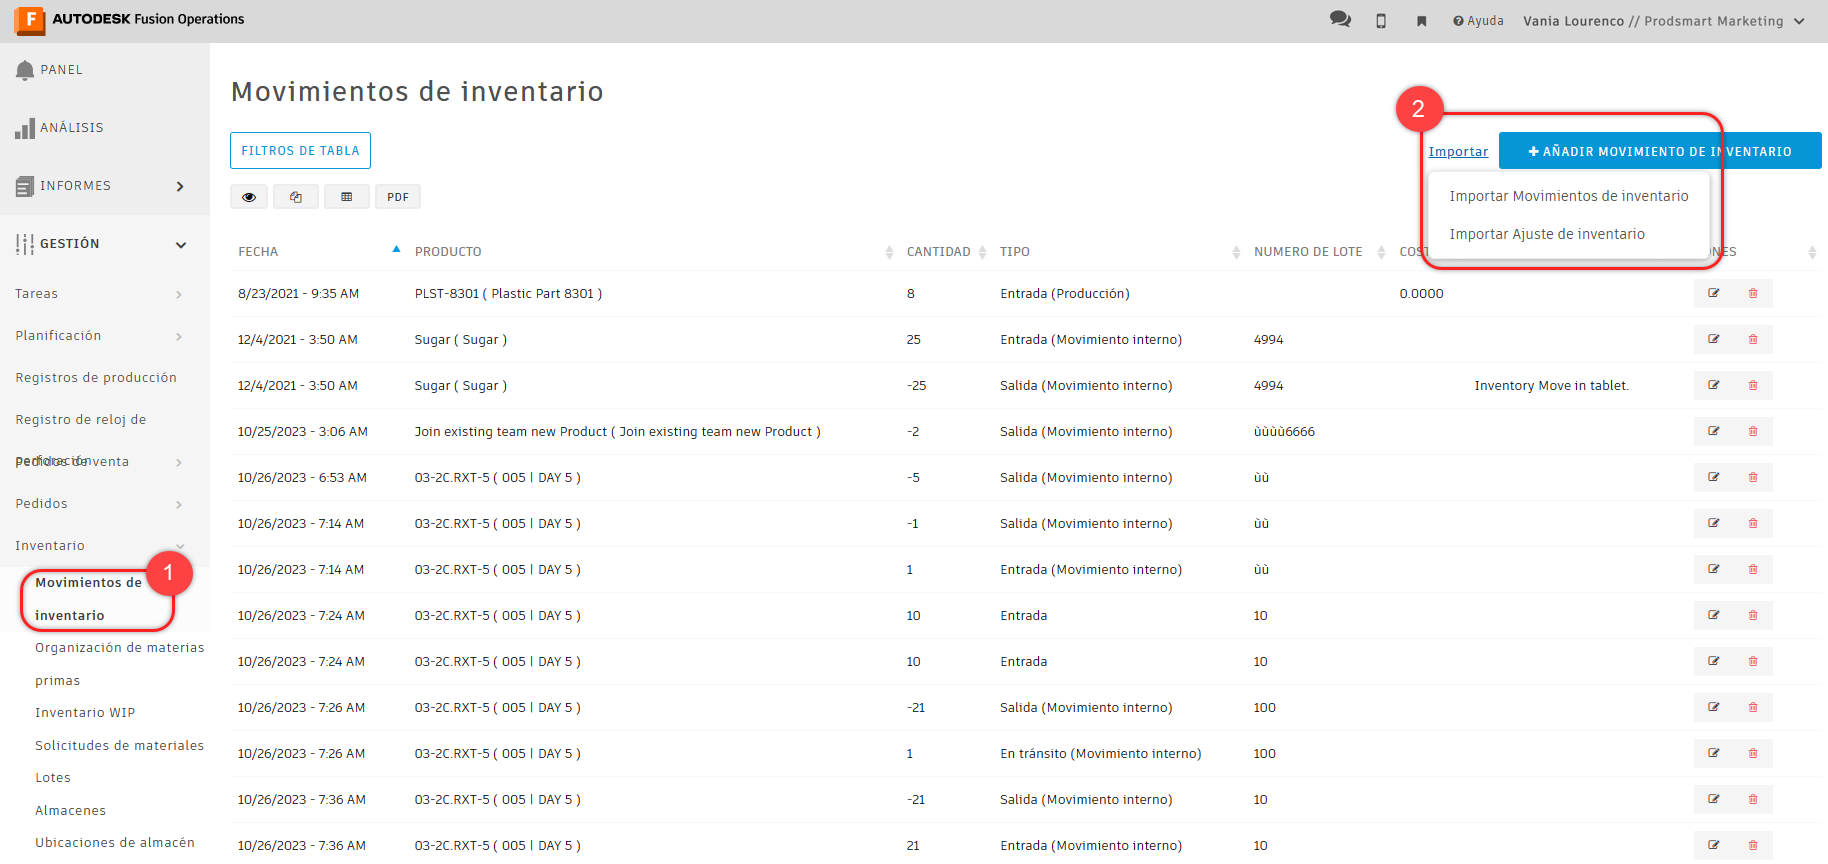 F AUTODESK Fusion Operations
Ayuda
Vania Lourenco // Prodsmart Marketing
PANEL
ANÁLISIS
INFORMES
GESTIÓN
Tareas
Planificación
Registros de producción
Registro de reloj de
perforación
Pedidos de venta
Pedidos
Inventario
1
Movimientos de
inventario
Organización de materias
primas
Inventario WIP
Solicitudes de materiales
Lotes
Almacenes
Ubicaciones de almacén
Movimientos de inventario
2
FILTROS DE TABLA
Importar
AÑADIR MOVIMIENTO DE INVENTARIO
Importar Movimientos de inventario
Importar Ajuste de inventario
PDF
FECHA PRODUCTO CANTIDAD TIPO NUMERO DE LOTE
8/23/2021 - 9:35 AM PLST-8301 ( Plastic Part 8301 ) 8 Entrada (Producción) 0.0000
12/4/2021 - 3:50 AM Sugar ( Sugar ) 25 Entrada (Movimiento interno) 4994
12/4/2021 - 3:50 AM Sugar ( Sugar ) -25 Salida (Movimiento interno) 4994 Inventory Move in tablet.
10/25/2023 - 3:06 AM Join existing team new Product ( Join existing team new Product ) -2 Salida (Movimiento interno) ùùùù6666
10/26/2023 - 6:53 AM 03-2C.RXT-5 ( 005 | DAY 5 ) -5 Salida (Movimiento interno) ùù
10/26/2023 - 7:14 AM 03-2C.RXT-5 ( 005 | DAY 5 ) -1 Salida (Movimiento interno) ùù
10/26/2023 - 7:14 AM 03-2C.RXT-5 ( 005 | DAY 5 ) 1 Entrada (Movimiento interno) ùù
10/26/2023 - 7:24 AM 03-2C.RXT-5 ( 005 | DAY 5 ) 10 Entrada 10
10/26/2023 - 7:24 AM 03-2C.RXT-5 ( 005 | DAY 5 ) 10 Entrada 10
10/26/2023 - 7:26 AM 03-2C.RXT-5 ( 005 | DAY 5 ) -21 Salida (Movimiento interno) 100
10/26/2023 - 7:26 AM 03-2C.RXT-5 ( 005 | DAY 5 ) 1 En tránsito (Movimiento interno) 100
10/26/2023 - 7:36 AM 03-2C.RXT-5 ( 005 | DAY 5 ) -21 Salida (Movimiento interno) 10
10/26/2023 - 7:36 AM 03-2C.RXT-5 ( 005 | DAY 5 ) 21 Entrada (Movimiento interno) 10